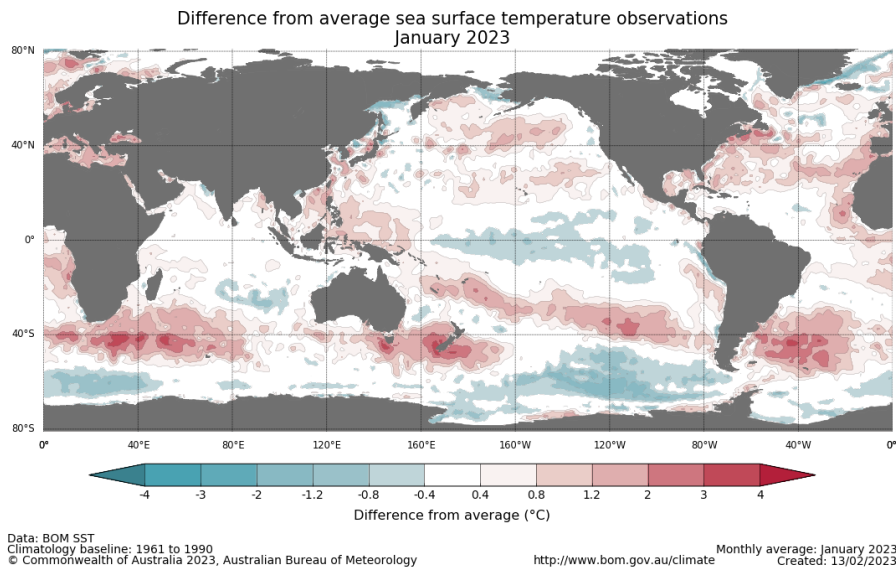 Difference from average sea surface temperature observations
January 2023
80°N
40°N
0°
40°S
80°S
0° 40°E 80°E 120°E 160°E 160°W 120°W 80°W 40°W 0°
-4 -3 -2 -1.2 -0.8 -0.4 0.4 0.8 1.2 2 3 4
Difference from average (°C)
Data: BOM SST
Climatology baseline: 1961 to 1990
© Commonwealth of Australia 2023, Australian Bureau of Meteorology
http://www.bom.gov.au/climate
Monthly average: January 2023
Created: 13/02/2023